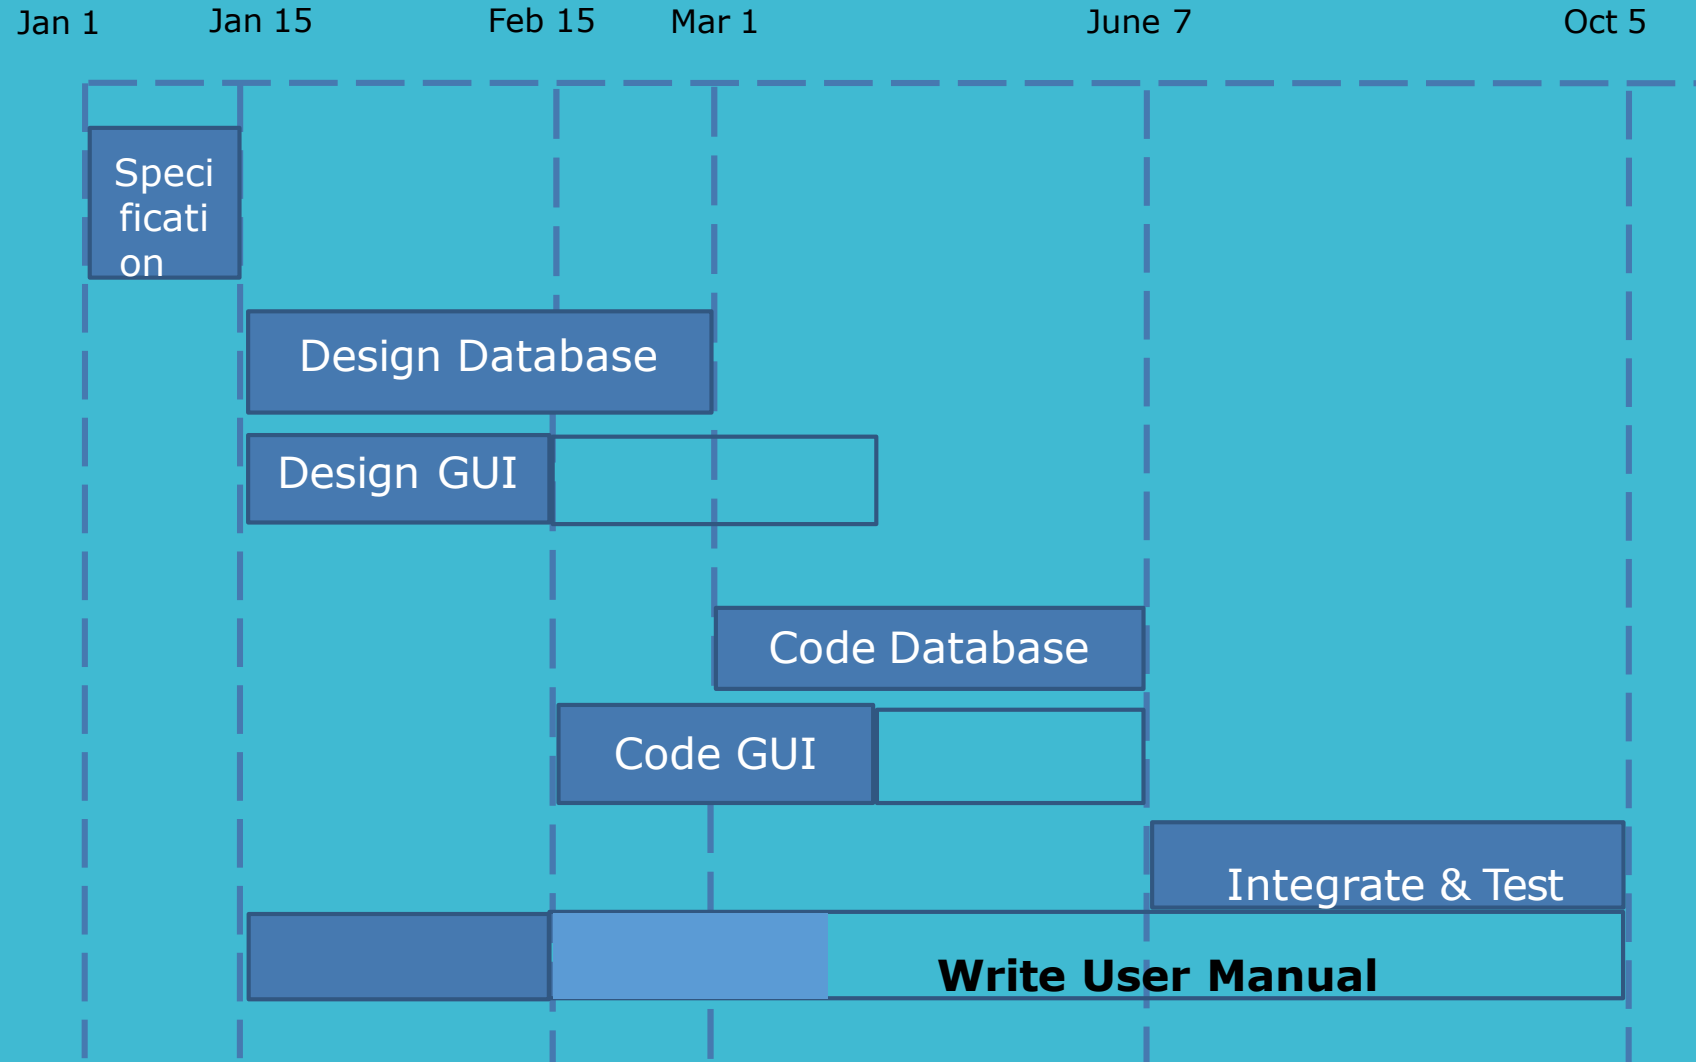 Jan 1
Jan 15
Feb 15
Mar 1
June 7
Oct 5
Speci
ficati
on
Design Database
Design GUI
Code Database
Code GUI
Integrate & Test
Write User Manual